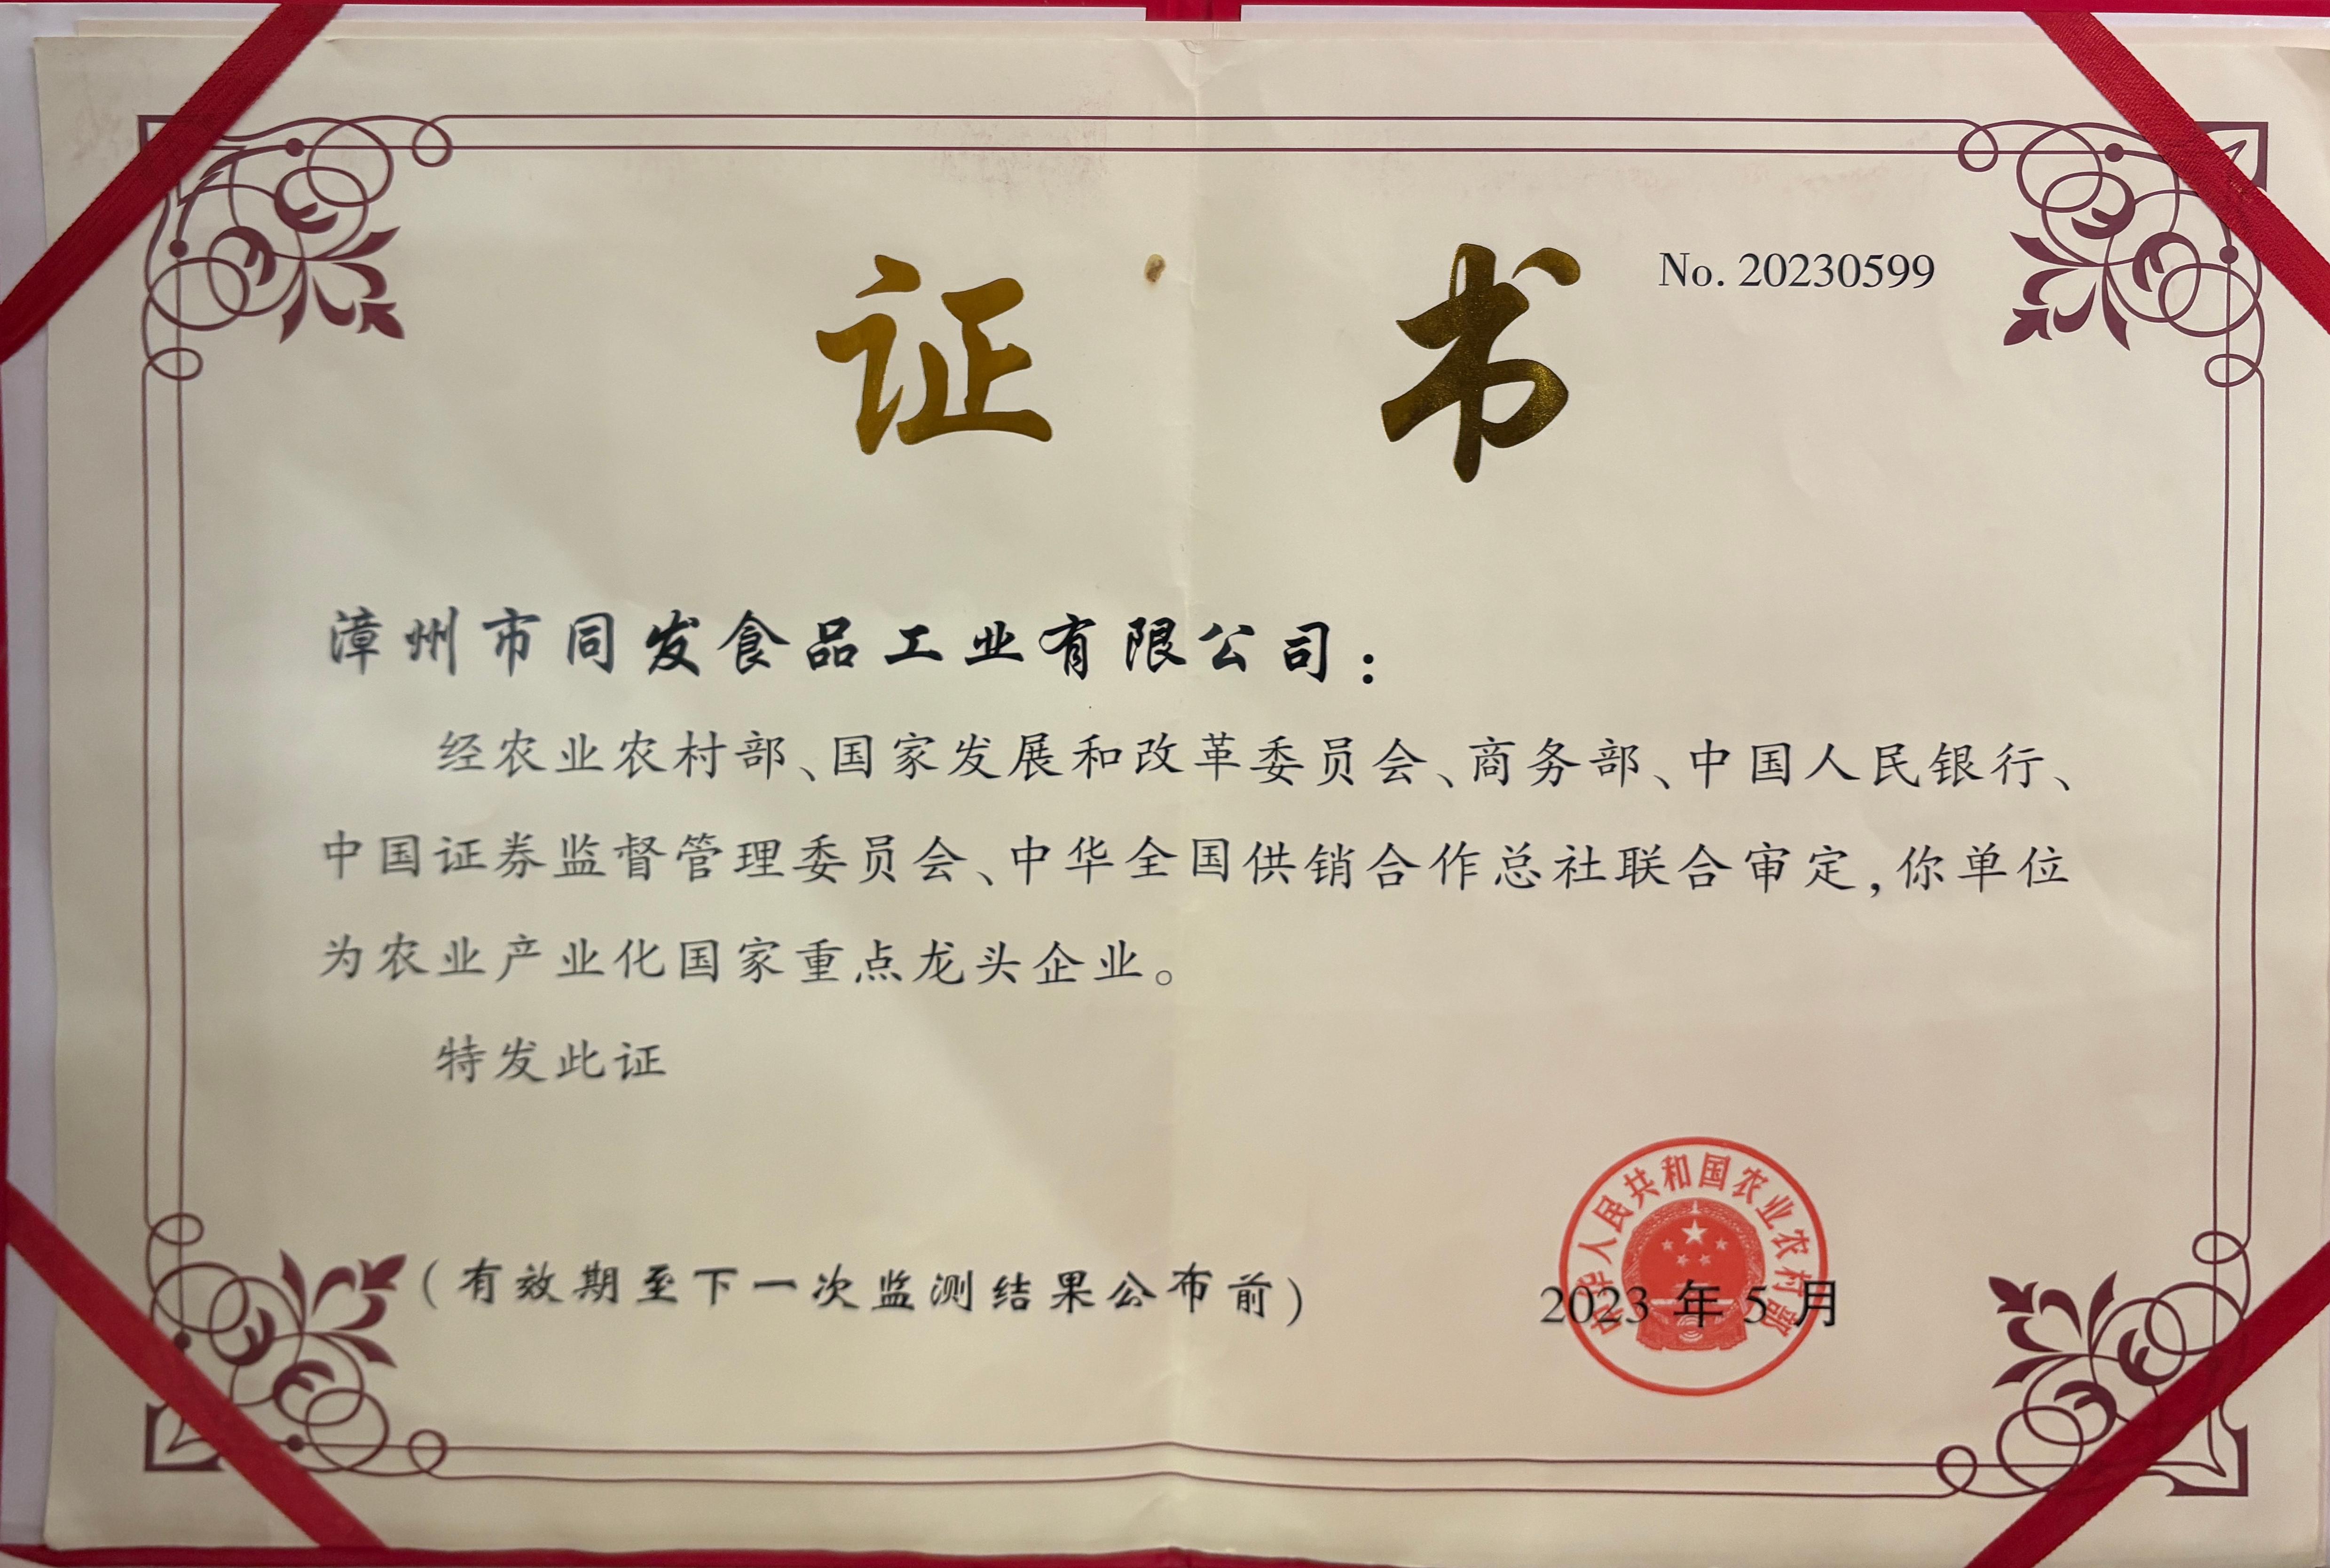 证书
No. 20230599
漳州市同发食品工业有限公司：
经农业农村部、国家发展和改革委员会、商务部、中国人民银行、
中国证券监督管理委员会、中华全国供销合作总社联合审定，你单位
为农业产业化国家重点龙头企业。
特发此证
（有效期至下一次监测结果公布前）
中华人民共和国农业农村部
2023 年 5 月